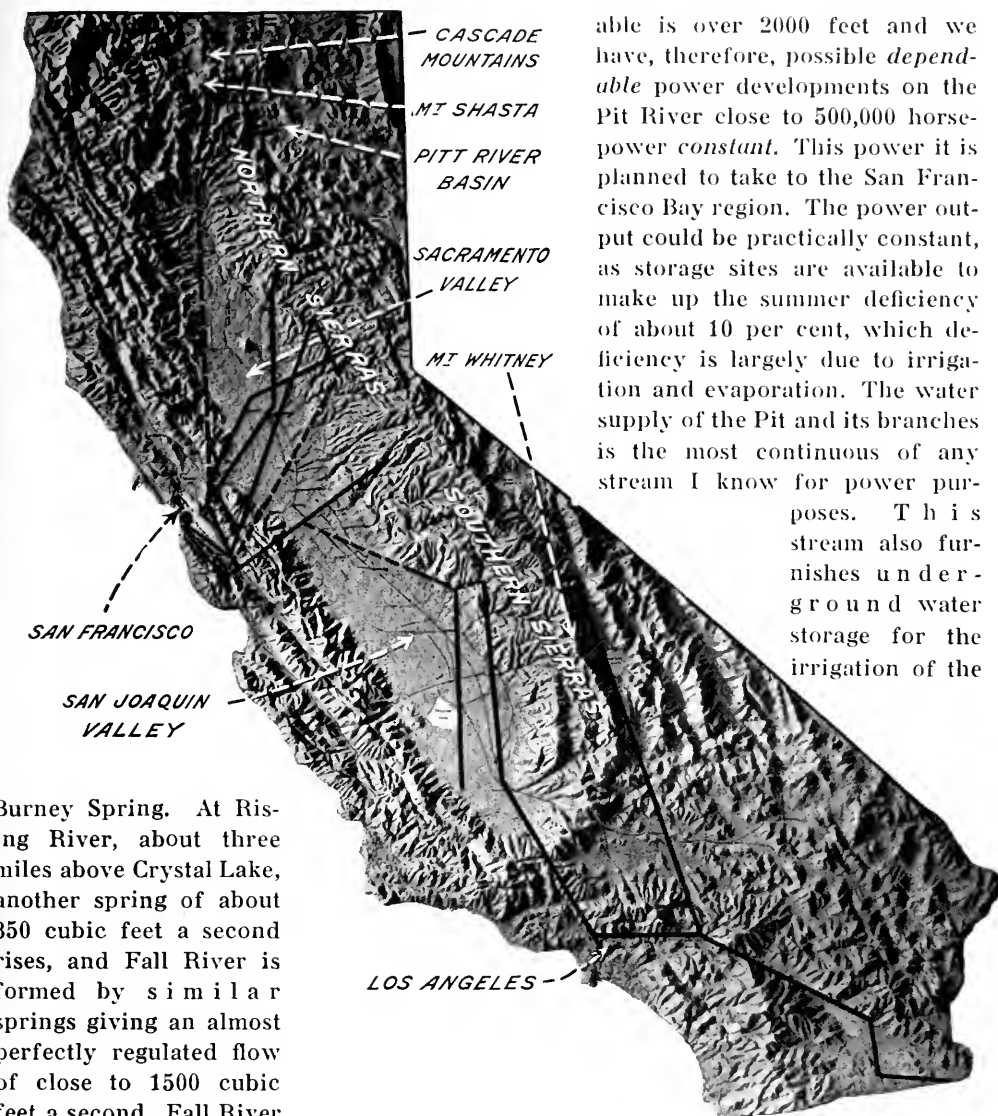 CASCADE
MOUNTAINS
MT SHASTA
PITT RIVER
BASIN
NORTHERN SIERRAS
SACRAMENTO
VALLEY
MT WHITNEY
SOUTHERN SIERRAS
SAN FRANCISCO
SAN JOAQUIN
VALLEY
LOS ANGELES
Burney Spring. At Ris-
ng River, about three
miles above Crystal Lake,
another spring of about
350 cubic feet a second
rises, and Fall River is
formed by similar
springs giving an almost
perfectly regulated flow
of close to 1500 cubic
feet a second. Fall River
able is over 2000 feet and we
have, therefore, possible depend-
able power developments on the
Pit River close to 500,000 horse-
power constant. This power it is
planned to take to the San Fran-
cisco Bay region. The power out-
put could be practically constant,
as storage sites are available to
make up the summer deficiency
of about 10 per cent, which de-
ficiency is largely due to irriga-
tion and evaporation. The water
supply of the Pit and its branches
is the most continuous of any
stream I know for power pur-
poses. This
stream also fur-
nishes under-
ground water
storage for the
irrigation of the